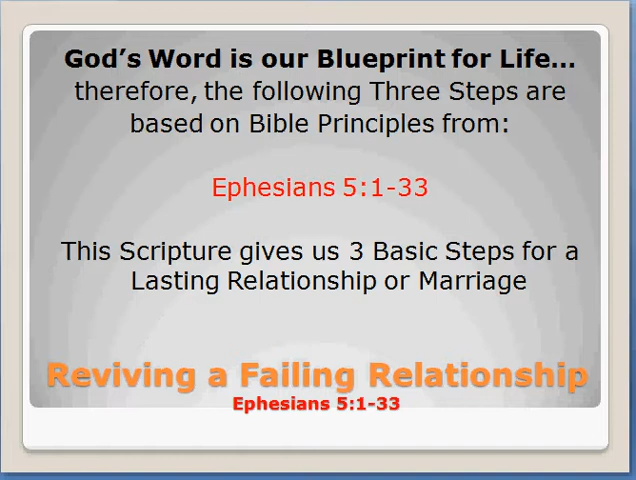 God's Word is our Blueprint for Life…
therefore, the following Three Steps are
based on Bible Principles from:
Ephesians 5:1-33
This Scripture gives us 3 Basic Steps for a
Lasting Relationship or Marriage
Reviving a Failing Relationship
Ephesians 5:1-33